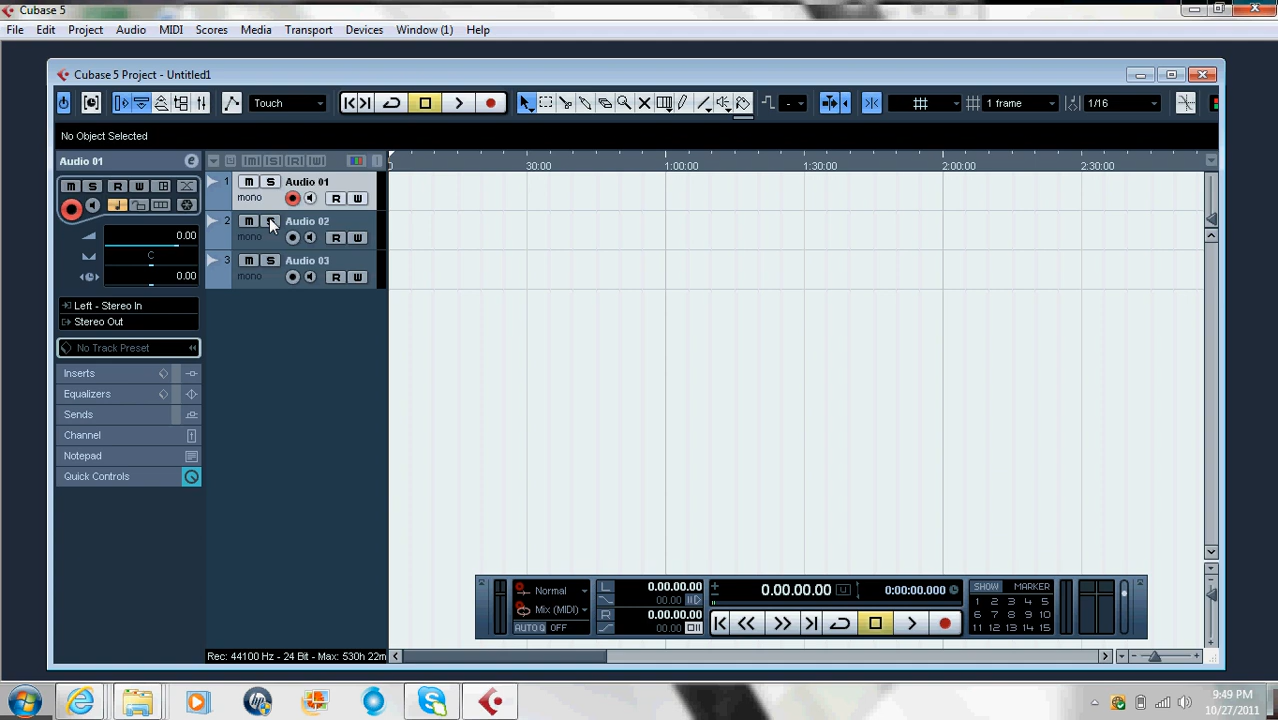 Cubase 5
File Edit Project Audio MIDI Scores Media Transport Devices Window (1) Help
Cubase 5 Project - Untitled1
Touch - 1 frame 1/16
No Object Selected
Audio 01 e [M] [S] [R] [W]
30:00 1:00:00 1:30:00 2:00:00 2:30:00
M S R W
1 M S Audio 01
mono R W
2 M S Audio 02
mono R W
3 M S Audio 03
mono R W
0.00
C
0.00
Left - Stereo In
Stereo Out
No Track Preset
Inserts
Equalizers
Sends
Channel
Notepad
Quick Controls
Normal
Mix (MIDI)
AUTO Q OFF
L 0.00.00.00
00.00
R 0.00.00.00
00.00
0.00.00.00 0:00:00.000
SHOW MARKER
1 2 3 4 5
6 7 8 9 10
11 12 13 14 15
Rec: 44100 Hz - 24 Bit - Max: 530h 22m
9:49 PM
10/27/2011